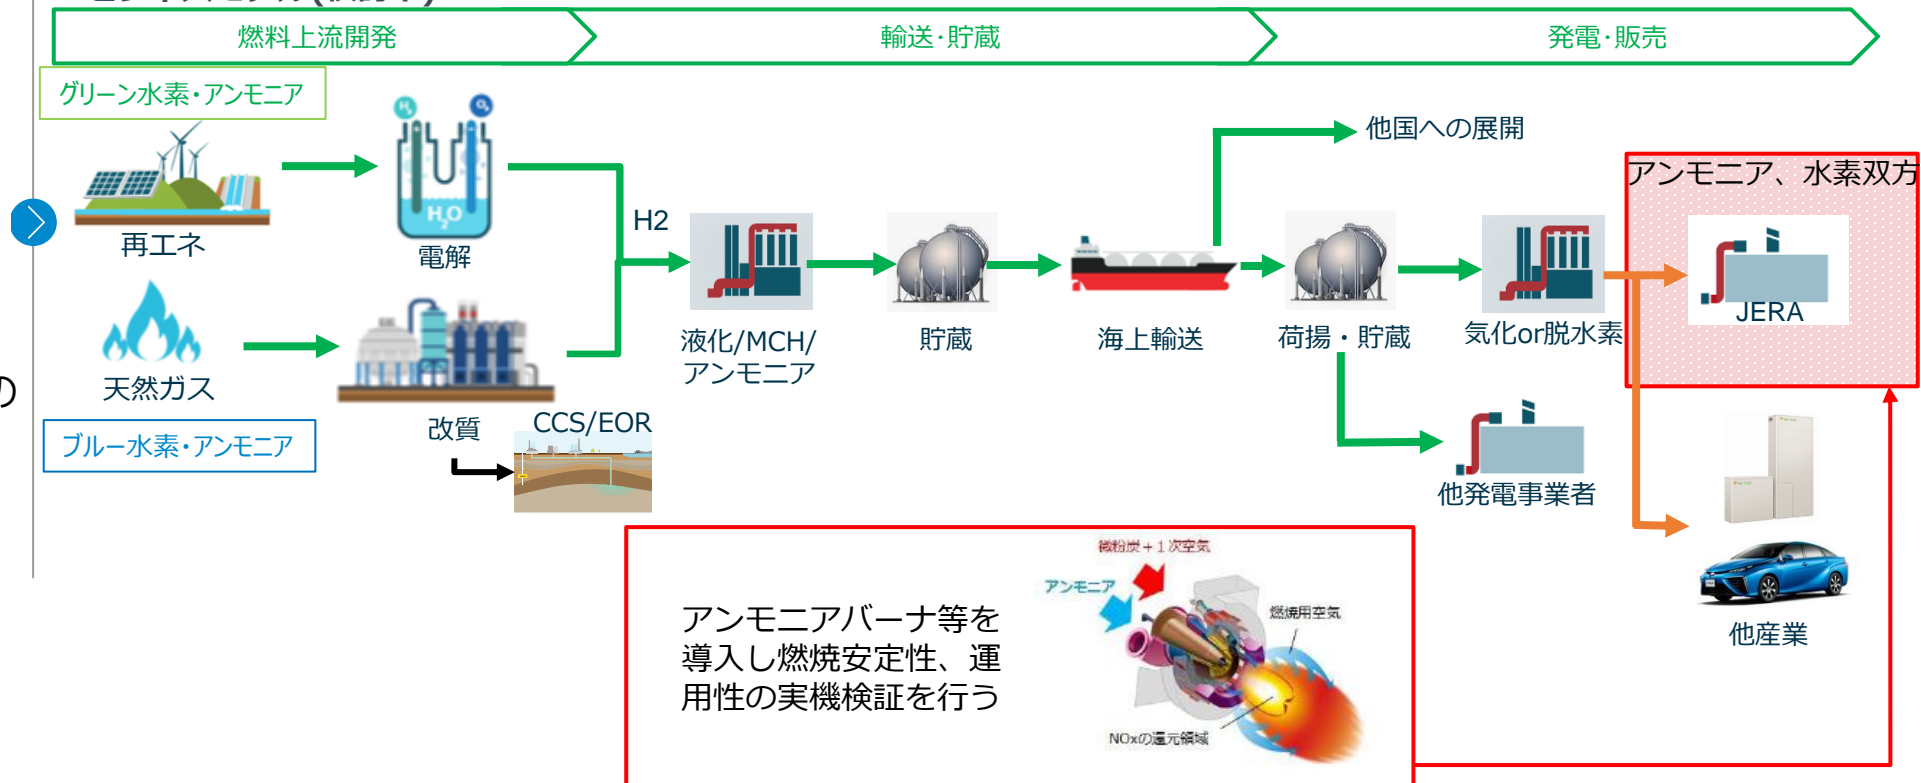 燃料上流開発
輸送･貯蔵
発電･販売
グリーン水素･アンモニア
他国への展開
アンモニア、水素双方
H₂
O₂
H2O
H2
再エネ
電解
JERA
液化/MCH/
アンモニア
貯蔵
海上輸送
荷揚・貯蔵
気化or脱水素
天然ガス
の
改質
CCS/EOR
ブルー水素･アンモニア
他発電事業者
微粉炭+1次空気
アンモニア
燃焼用空気
アンモニアバーナ等を
導入し燃焼安定性、運
用性の実機検証を行う
NOxの還元領域
他産業